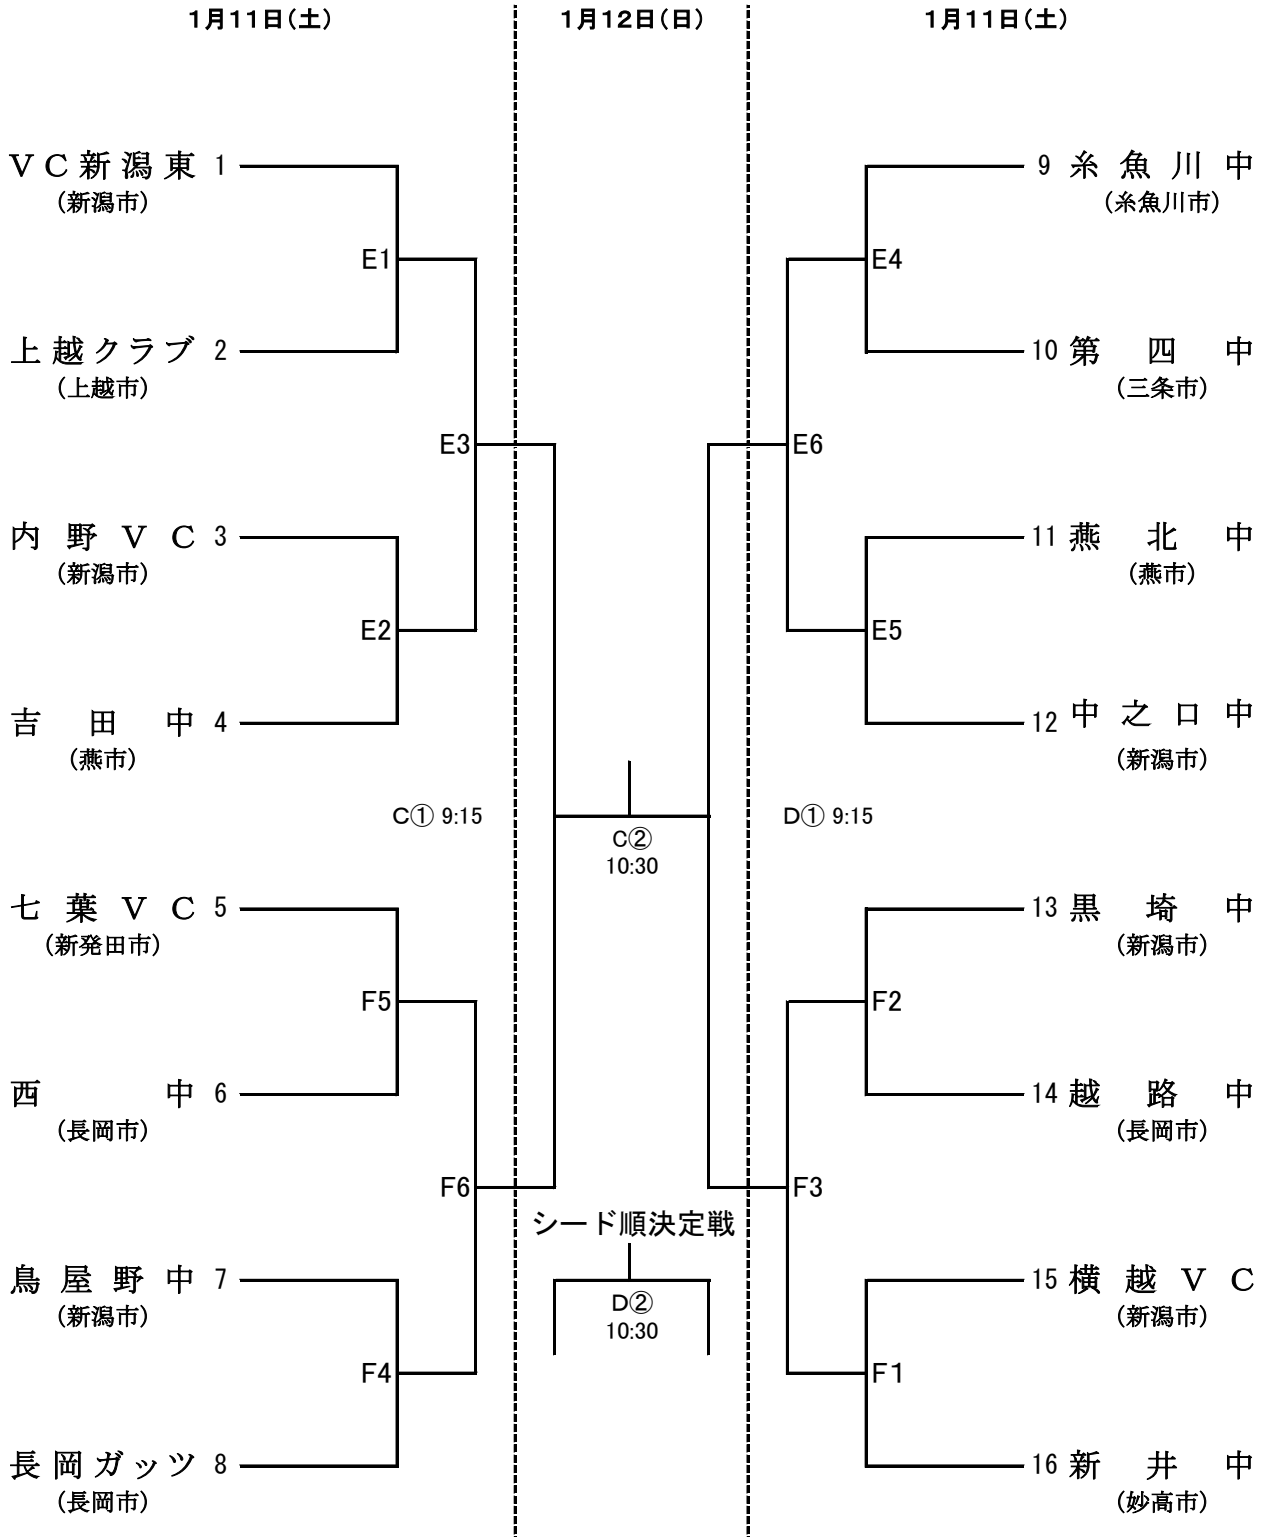 1月11日(土)
1月12日(日)
1月11日(土)
VC新潟東 1
(新潟市)
E1
上越クラブ 2
(上越市)
E3
内野VC 3
(新潟市)
E2
吉田中 4
(燕市)
C① 9:15
七葉VC 5
(新発田市)
F5
西中 6
(長岡市)
F6
鳥屋野中 7
(新潟市)
F4
長岡ガッツ 8
(長岡市)
C②
10:30
シード順決定戦
D②
10:30
9 糸魚川中
(糸魚川市)
E4
10 第四中
(三条市)
E6
11 燕北中
(燕市)
E5
12 中之口中
(新潟市)
D① 9:15
13 黒埼中
(新潟市)
F2
14 越路中
(長岡市)
F3
15 横越VC
(新潟市)
F1
16 新井中
(妙高市)